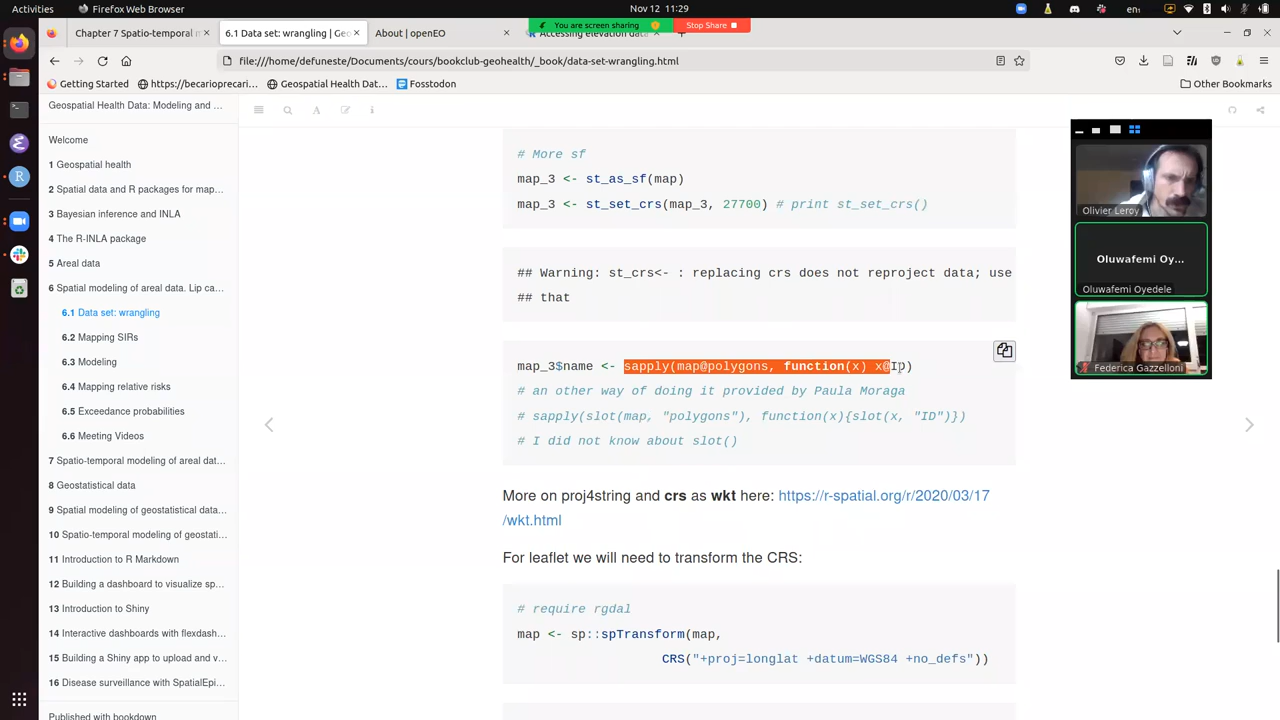 Activities
Firefox Web Browser
Nov 12 11:29
en
You are screen sharing
Stop Share
Chapter 7 Spatio-temporal m
6.1 Data set: wrangling | Geo
About | openEO
Accessing elevation data
file:///home/defuneste/Documents/cours/bookclub-geohealth/_book/data-set-wrangling.html
Getting Started
https://becarioprecari...
Geospatial Health Dat...
Fosstodon
Other Bookmarks
Geospatial Health Data: Modeling and ...
Welcome
1 Geospatial health
2 Spatial data and R packages for map...
3 Bayesian inference and INLA
4 The R-INLA package
5 Areal data
6 Spatial modeling of areal data. Lip ca...
6.1 Data set: wrangling
6.2 Mapping SIRs
6.3 Modeling
6.4 Mapping relative risks
6.5 Exceedance probabilities
6.6 Meeting Videos
7 Spatio-temporal modeling of areal dat...
8 Geostatistical data
9 Spatial modeling of geostatistical data...
10 Spatio-temporal modeling of geostati...
11 Introduction to R Markdown
12 Building a dashboard to visualize sp...
13 Introduction to Shiny
14 Interactive dashboards with flexdash...
15 Building a Shiny app to upload and v...
16 Disease surveillance with SpatialEpi...
Published with bookdown
# More sf
map_3 <- st_as_sf(map)
map_3 <- st_set_crs(map_3, 27700) # print st_set_crs()
## Warning: st_crs<- : replacing crs does not reproject data; use
## that
map_3$name <- sapply(map@polygons, function(x) x@ID)
# an other way of doing it provided by Paula Moraga
# sapply(slot(map, "polygons"), function(x){slot(x, "ID")})
# I did not know about slot()
More on proj4string and crs as wkt here: https://r-spatial.org/r/2020/03/17
/wkt.html
For leaflet we will need to transform the CRS:
# require rgdal
map <- sp::spTransform(map,
CRS("+proj=longlat +datum=WGS84 +no_defs"))
Olivier Leroy
Oluwafemi Oy...
Oluwafemi Oyedele
Federica Gazzelloni